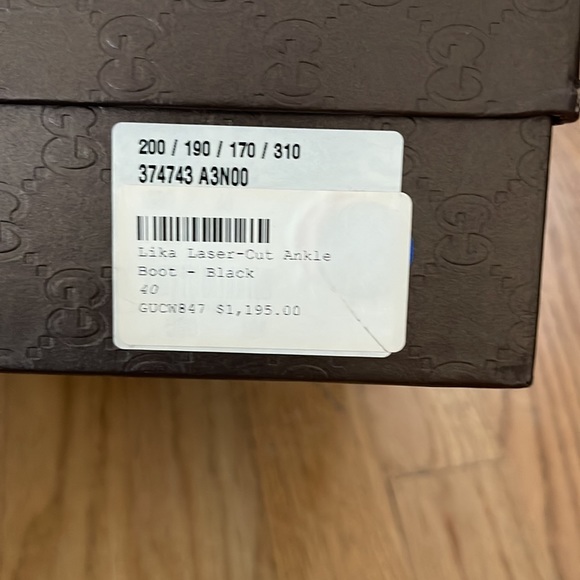 200 / 190 / 170 / 310
374743 A3N00
Lika Laser-Cut Ankle
Boot - Black
40
GUCW847 $1,195.00